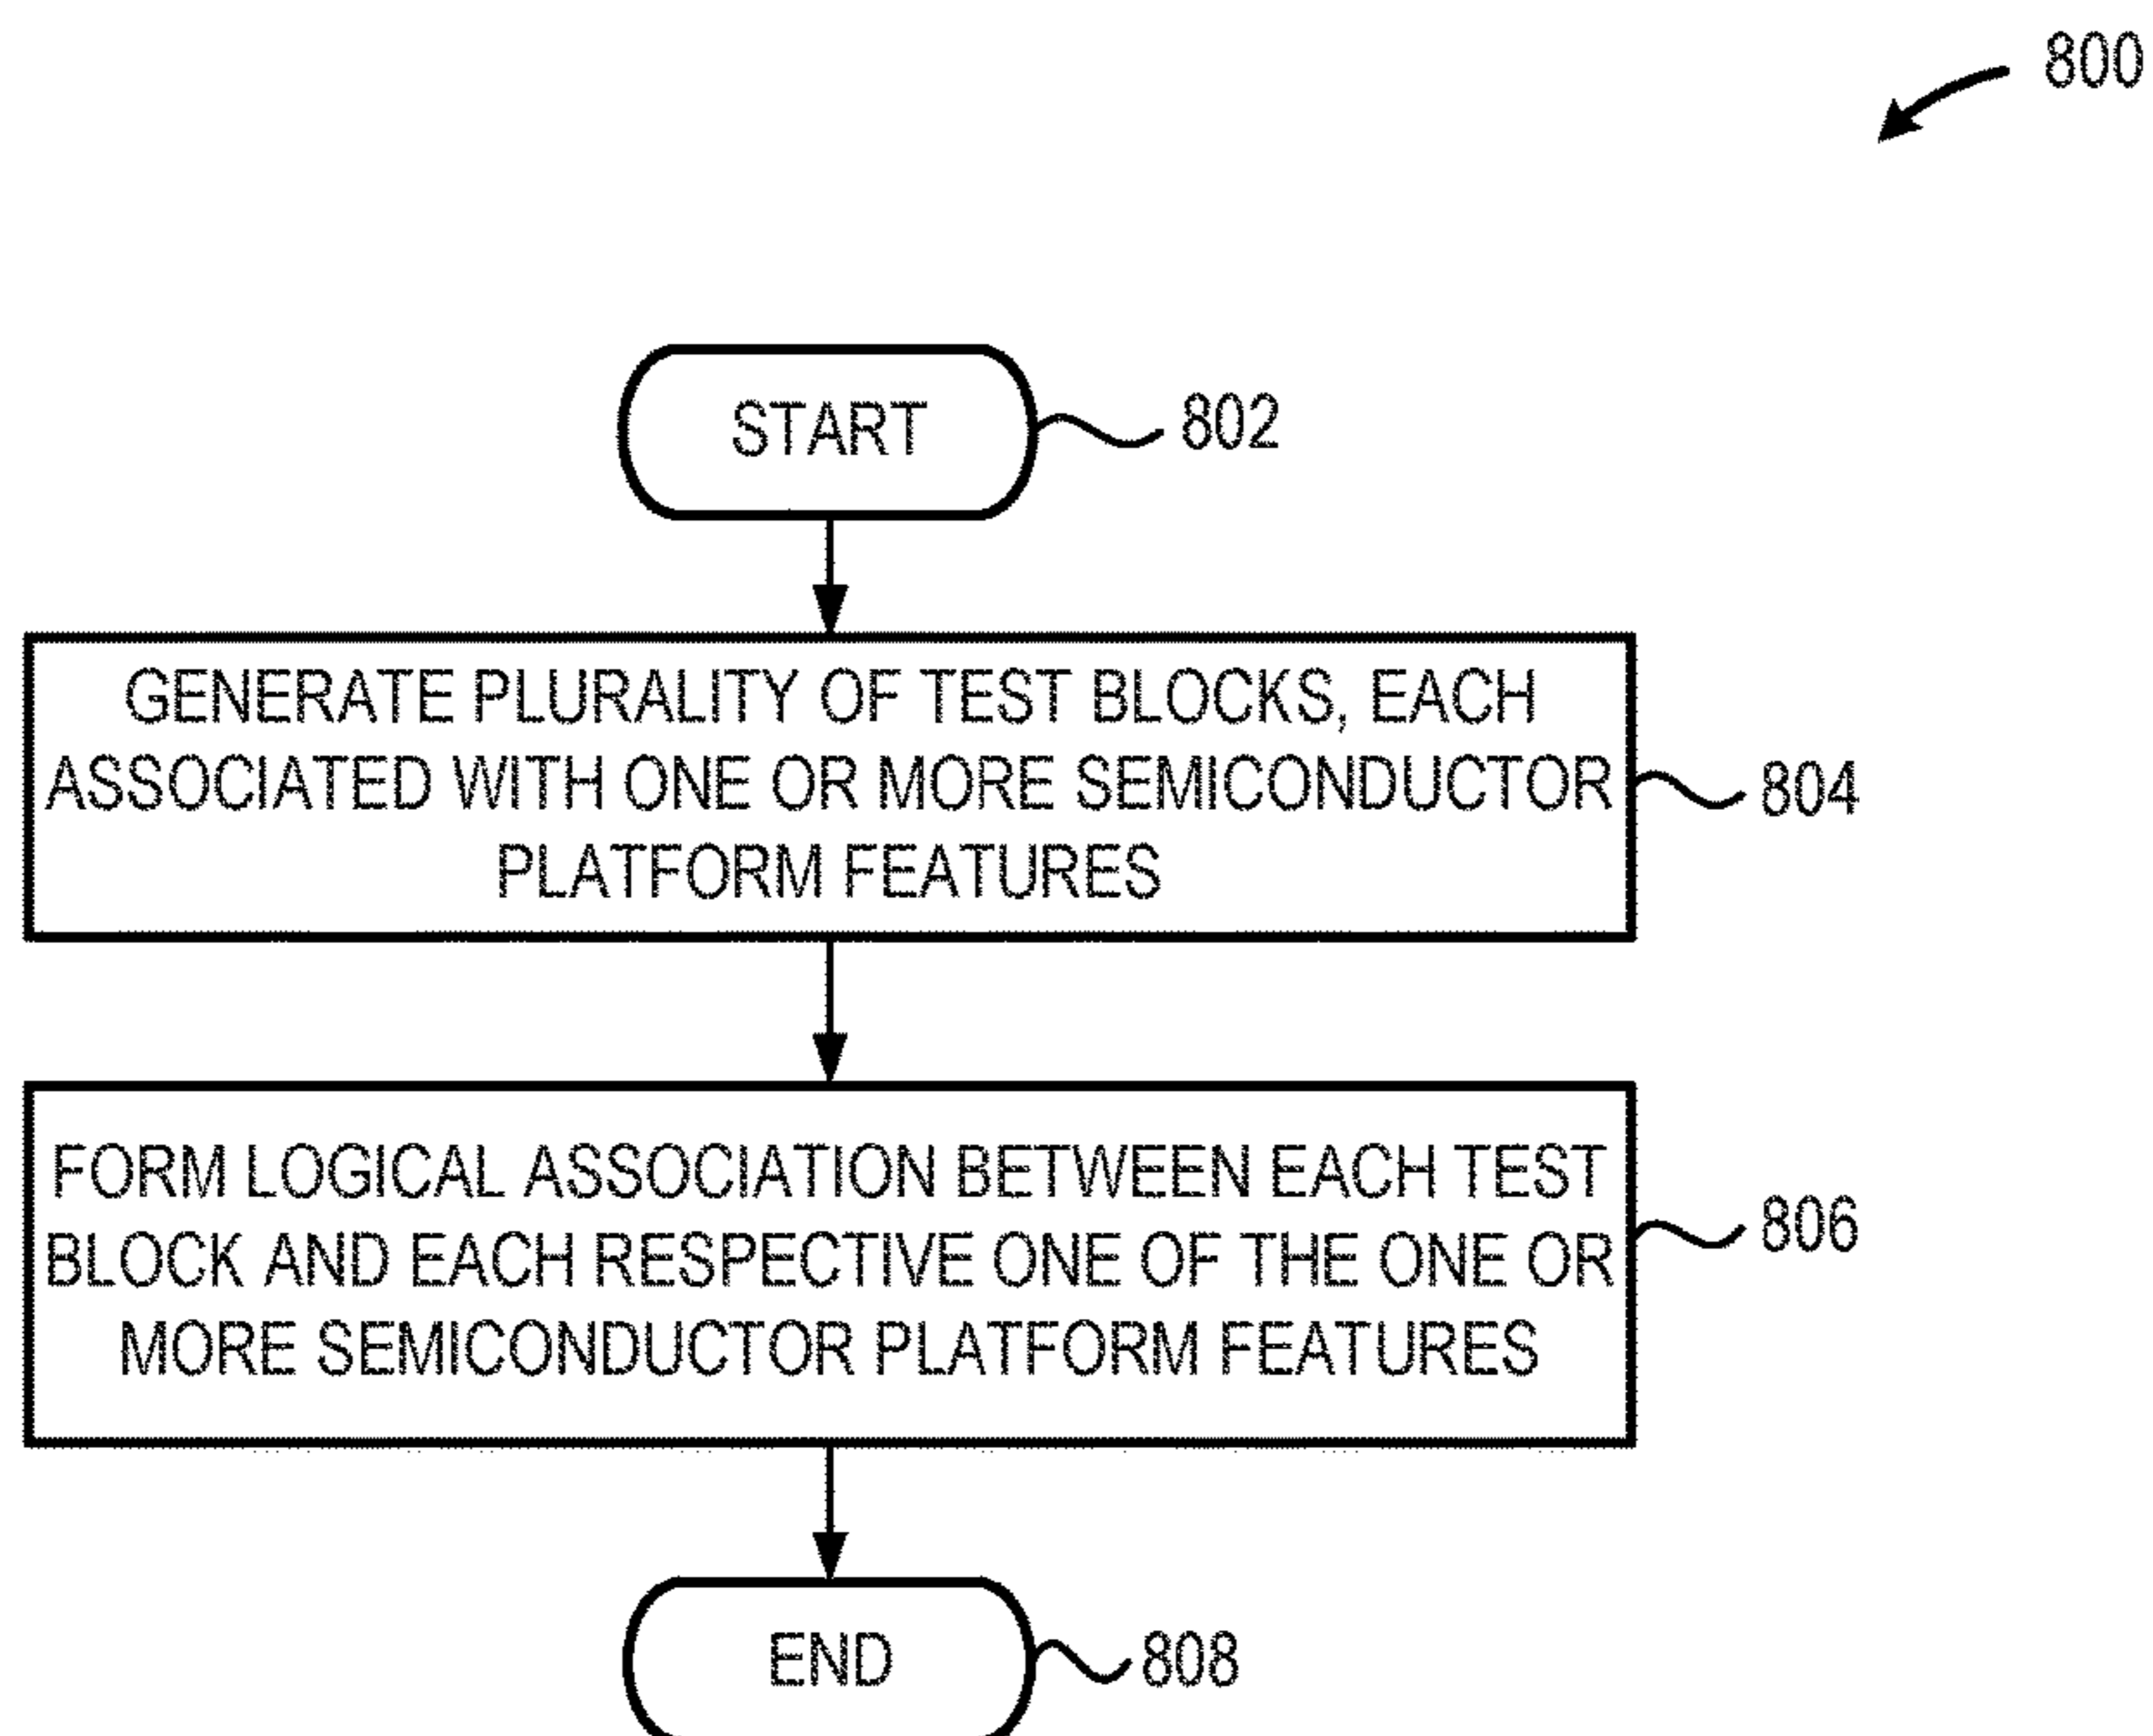 800
START
802
GENERATE PLURALITY OF TEST BLOCKS, EACH
ASSOCIATED WITH ONE OR MORE SEMICONDUCTOR
PLATFORM FEATURES
804
FORM LOGICAL ASSOCIATION BETWEEN EACH TEST
BLOCK AND EACH RESPECTIVE ONE OF THE ONE OR
MORE SEMICONDUCTOR PLATFORM FEATURES
806
END
808